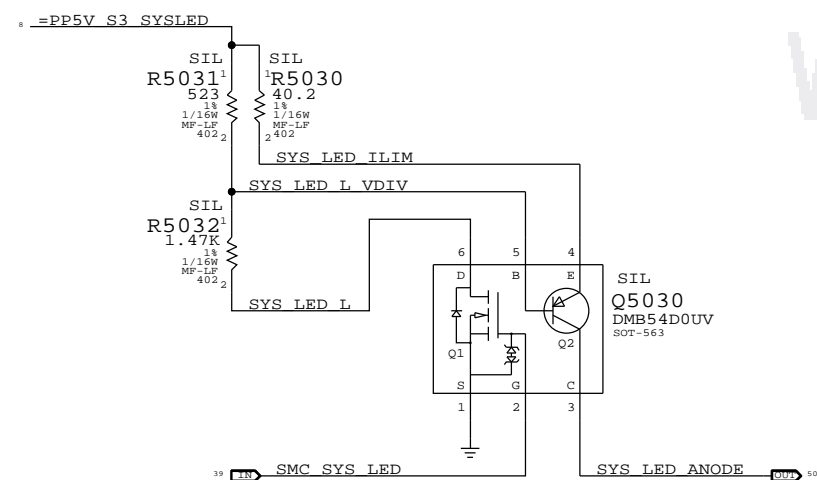 8 =PP5V_S3_SYSLED
SIL SIL
R5031 1 1 R5030
523 40.2
1% 1%
1/16W 1/16W
MF-LF MF-LF
402 2 2 402
SYS_LED_ILIM
SYS_LED_L_VDIV
SIL
R5032 1
1.47K
1%
1/16W
MF-LF
402 2
6 5 4
D B E
SIL
Q5030
DMB54D0UV
SOT-563
SYS_LED_L
Q1 Q2
S G C
1 2 3
39 IN SMC_SYS_LED SYS_LED_ANODE OUT 50